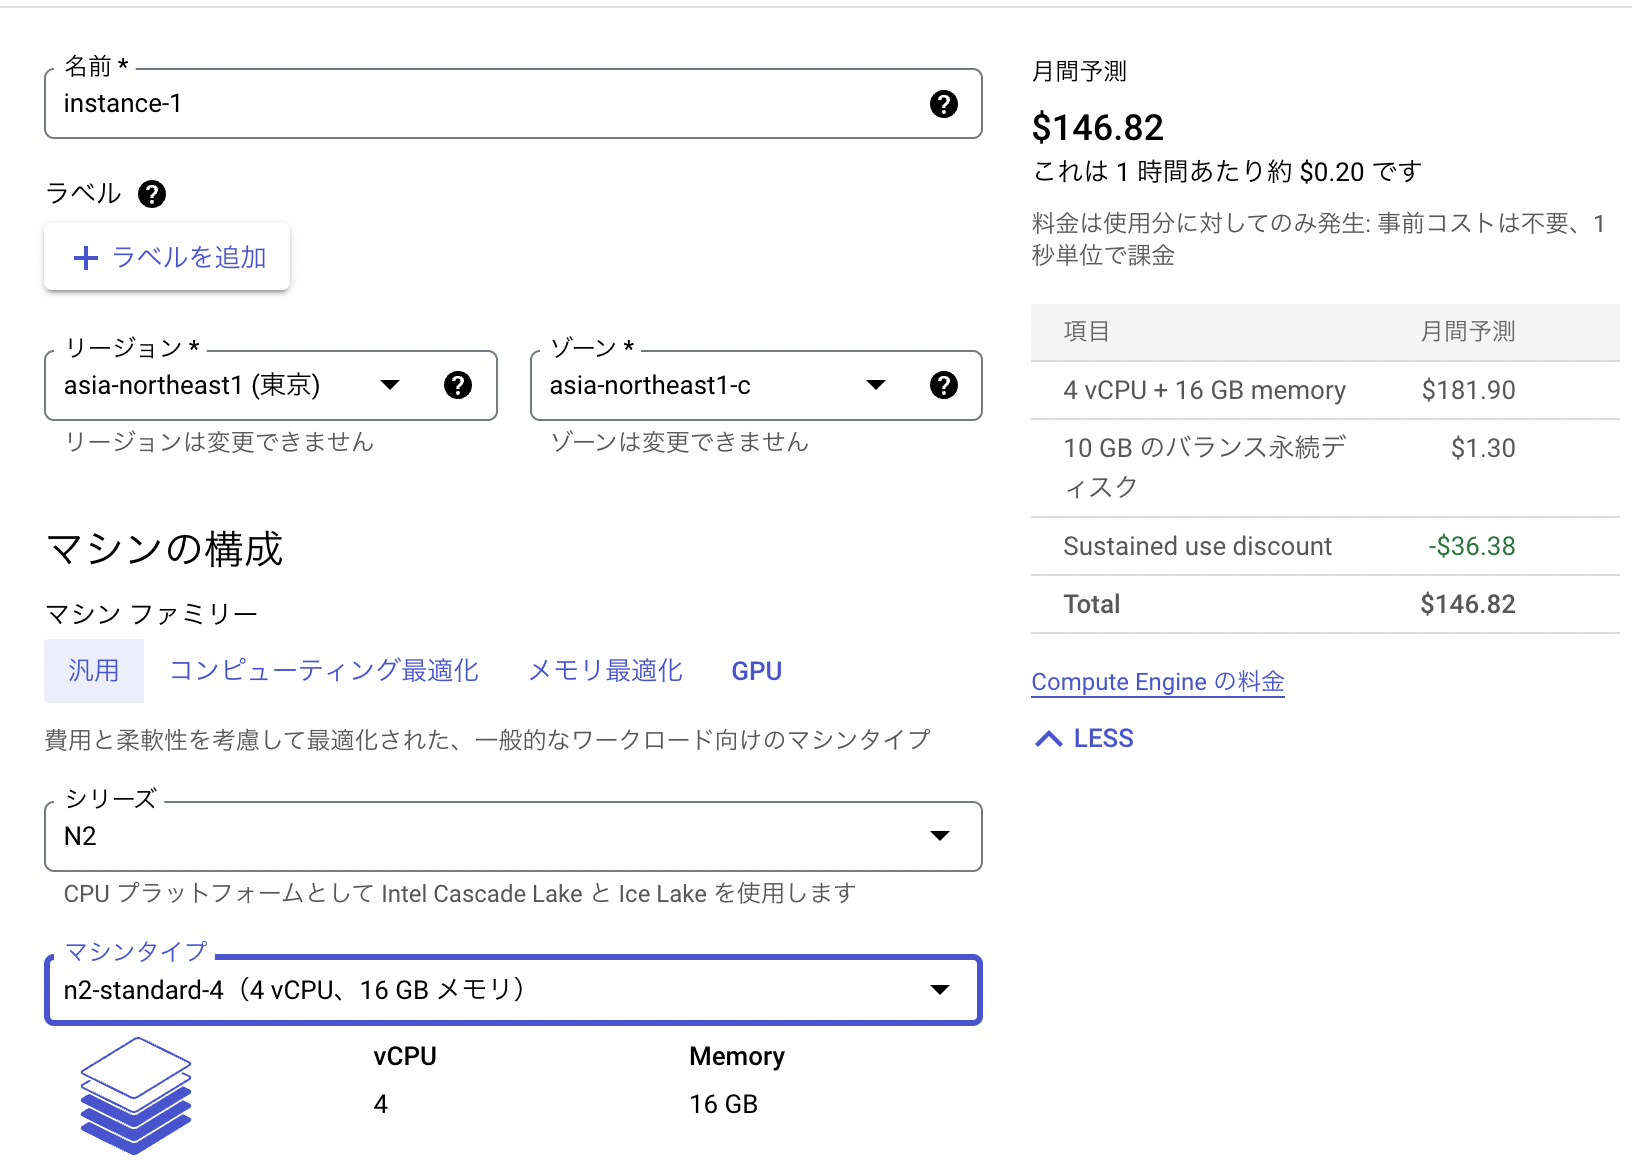 名前 *
instance-1
ラベル
ラベルを追加
リージョン *
asia-northeast1 (東京)
リージョンは変更できません
ゾーン *
asia-northeast1-c
ゾーンは変更できません
マシンの構成
マシン ファミリー
汎用
コンピューティング最適化
メモリ最適化
GPU
費用と柔軟性を考慮して最適化された、一般的なワークロード向けのマシンタイプ
シリーズ
N2
CPU プラットフォームとして Intel Cascade Lake と Ice Lake を使用します
マシンタイプ
n2-standard-4（4 vCPU、16 GB メモリ）
vCPU
4
Memory
16 GB
月間予測
$146.82
これは 1 時間あたり約 $0.20 です
料金は使用分に対してのみ発生: 事前コストは不要、1
秒単位で課金
項目 月間予測
4 vCPU + 16 GB memory $181.90
10 GB のバランス永続デ $1.30
ィスク
Sustained use discount -$36.38
Total $146.82
Compute Engine の料金
LESS